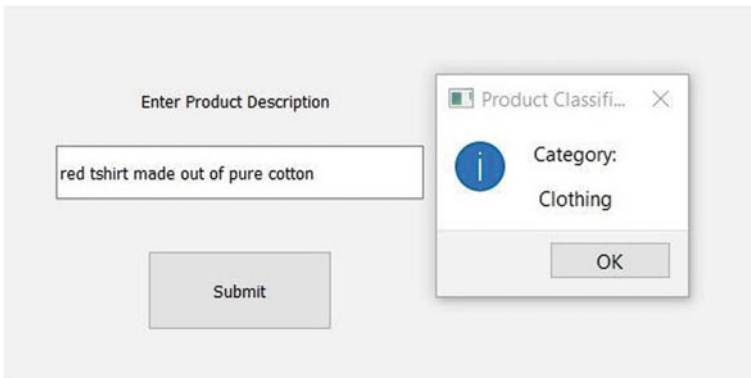 Enter Product Description
red tshirt made out of pure cotton
Submit
Product Classifi...
Category:
Clothing
OK